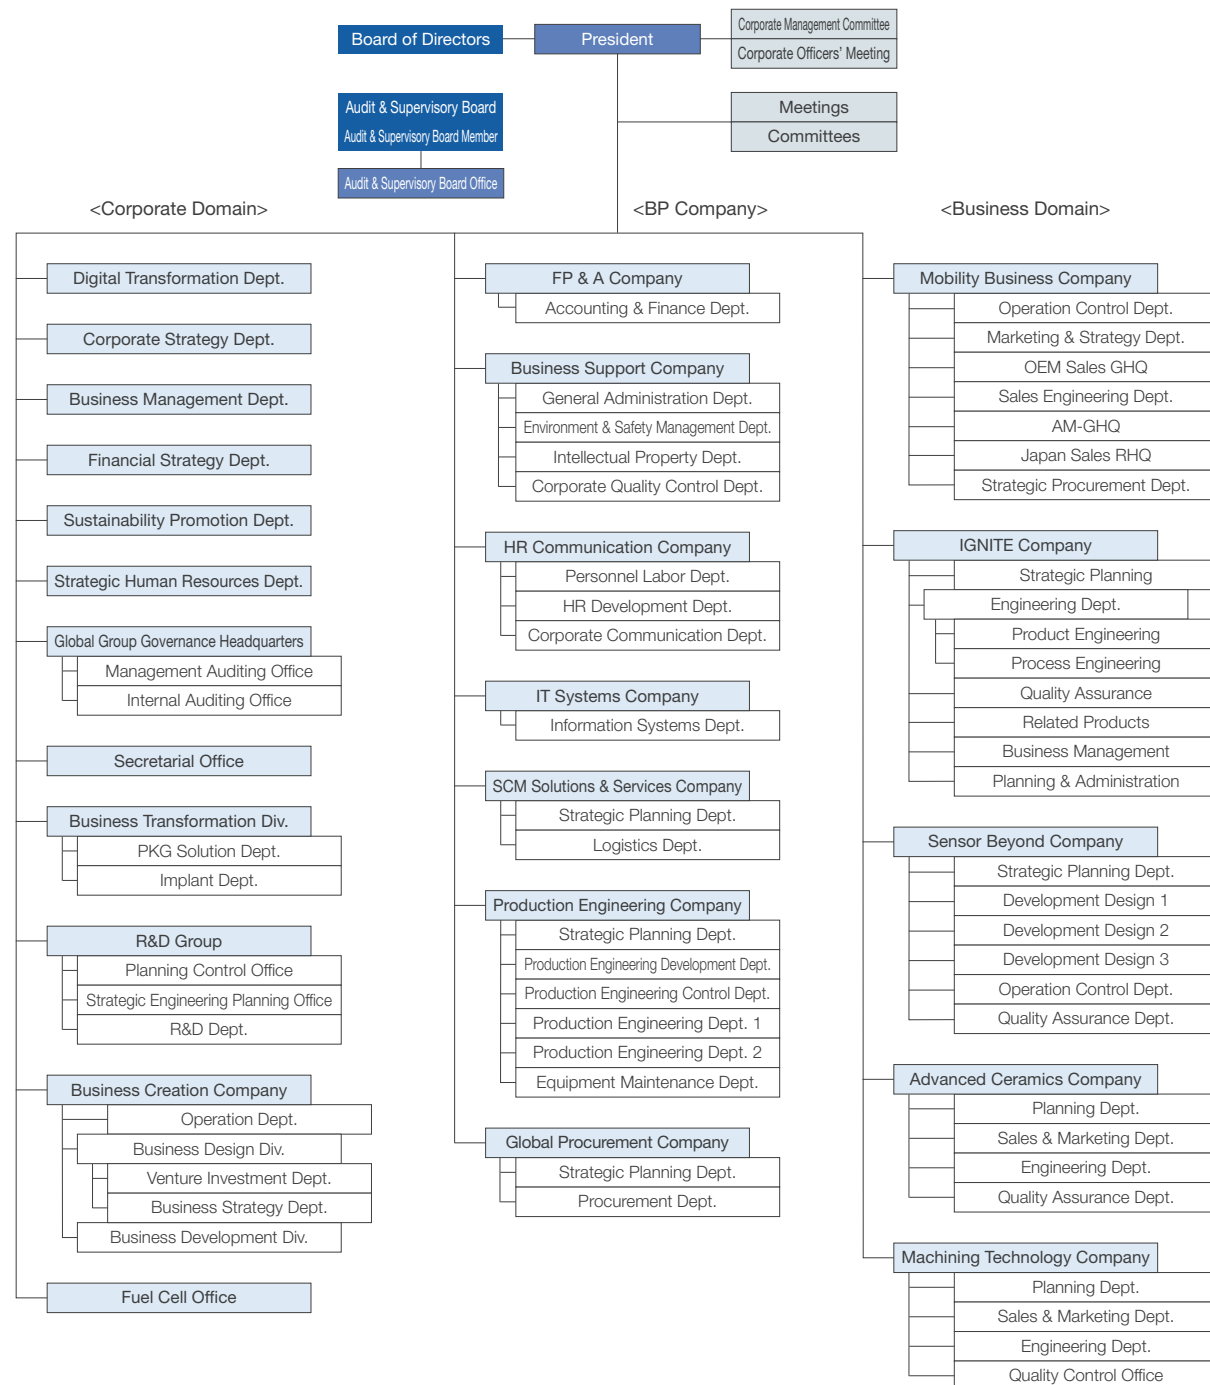 Board of Directors
President
Corporate Management Committee
Corporate Officers' Meeting
Audit & Supervisory Board
Audit & Supervisory Board Member
Meetings
Committees
Audit & Supervisory Board Office
<Corporate Domain>
Digital Transformation Dept.
Corporate Strategy Dept.
Business Management Dept.
Financial Strategy Dept.
Sustainability Promotion Dept.
Strategic Human Resources Dept.
Global Group Governance Headquarters
Management Auditing Office
Internal Auditing Office
Secretarial Office
Business Transformation Div.
PKG Solution Dept.
Implant Dept.
R&D Group
Planning Control Office
Strategic Engineering Planning Office
R&D Dept.
Business Creation Company
Operation Dept.
Business Design Div.
Venture Investment Dept.
Business Strategy Dept.
Business Development Div.
Fuel Cell Office
<BP Company>
FP & A Company
Accounting & Finance Dept.
Business Support Company
General Administration Dept.
Environment & Safety Management Dept.
Intellectual Property Dept.
Corporate Quality Control Dept.
HR Communication Company
Personnel Labor Dept.
HR Development Dept.
Corporate Communication Dept.
IT Systems Company
Information Systems Dept.
SCM Solutions & Services Company
Strategic Planning Dept.
Logistics Dept.
Production Engineering Company
Strategic Planning Dept.
Production Engineering Development Dept.
Production Engineering Control Dept.
Production Engineering Dept. 1
Production Engineering Dept. 2
Equipment Maintenance Dept.
Global Procurement Company
Strategic Planning Dept.
Procurement Dept.
<Business Domain>
Mobility Business Company
Operation Control Dept.
Marketing & Strategy Dept.
OEM Sales GHQ
Sales Engineering Dept.
AM-GHQ
Japan Sales RHQ
Strategic Procurement Dept.
IGNITE Company
Strategic Planning
Engineering Dept.
Product Engineering
Process Engineering
Quality Assurance
Related Products
Business Management
Planning & Administration
Sensor Beyond Company
Strategic Planning Dept.
Development Design 1
Development Design 2
Development Design 3
Operation Control Dept.
Quality Assurance Dept.
Advanced Ceramics Company
Planning Dept.
Sales & Marketing Dept.
Engineering Dept.
Quality Assurance Dept.
Machining Technology Company
Planning Dept.
Sales & Marketing Dept.
Engineering Dept.
Quality Control Office